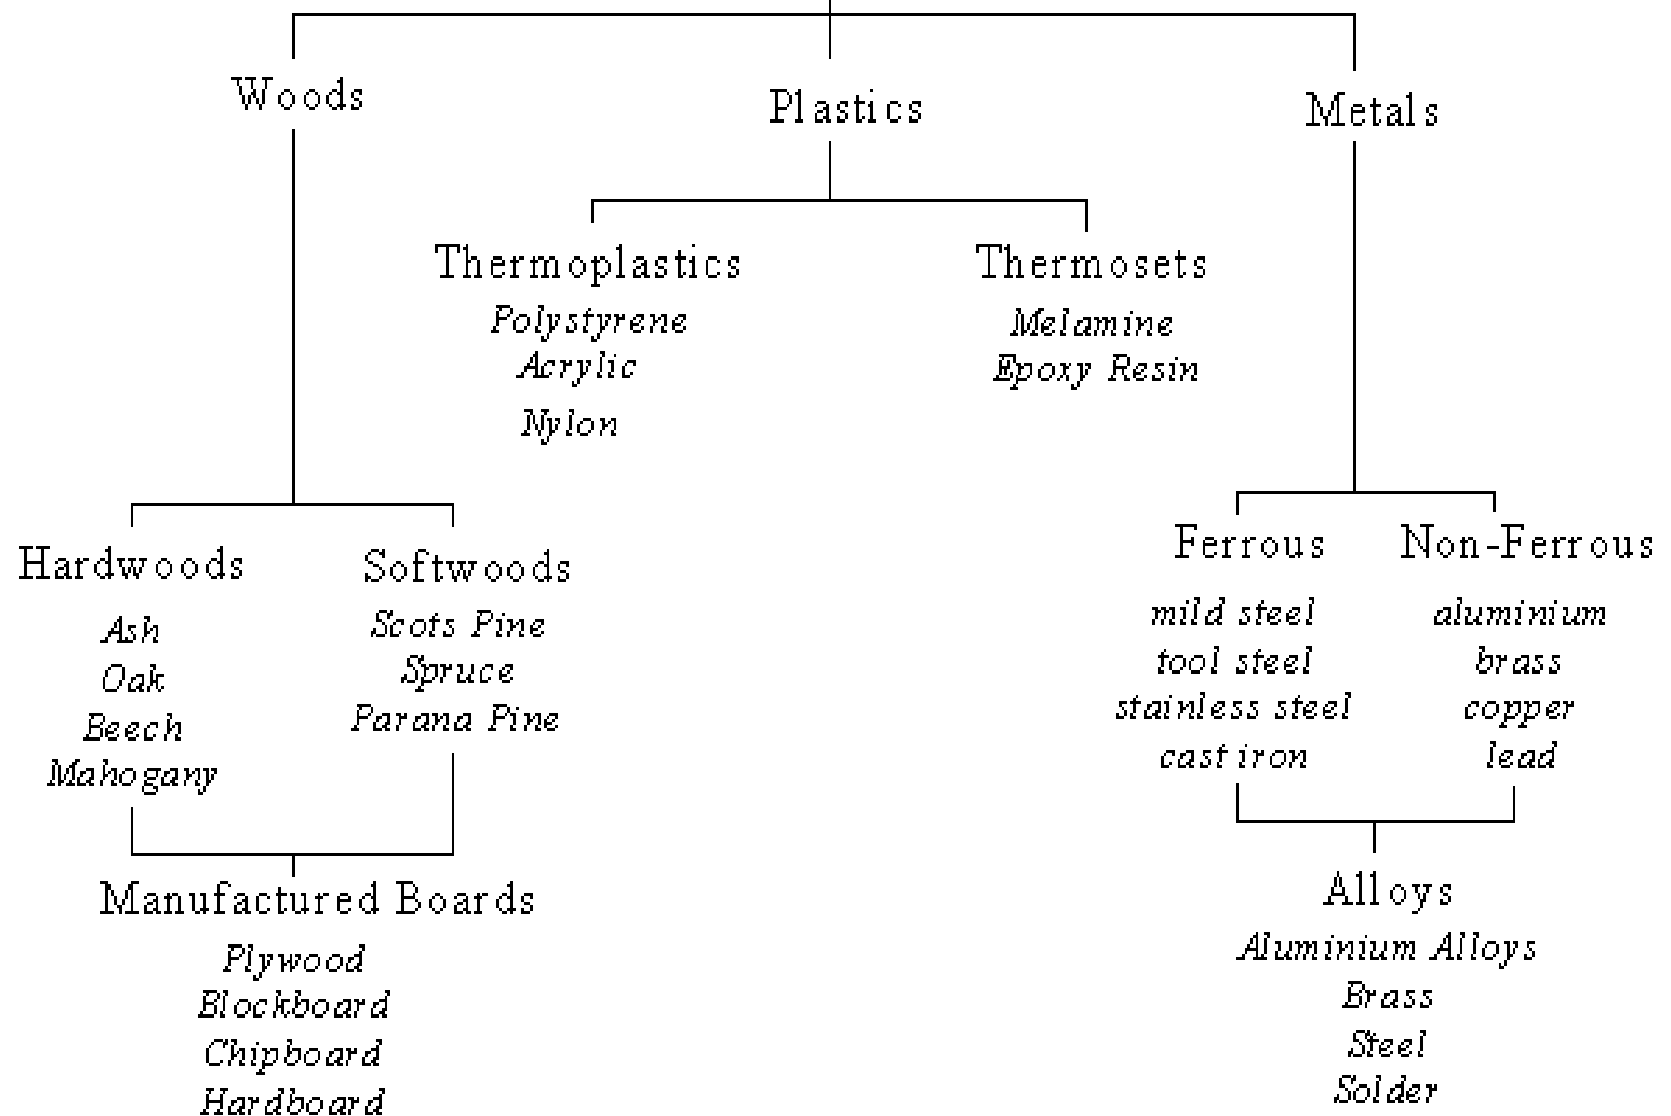 Woods
Plastics
Metals
Thermoplastics
Polystyrene
Acrylic
Nylon
Thermosets
Melamine
Epoxy Resin
Hardwoods
Ash
Oak
Beech
Mahogany
Softwoods
Scots Pine
Spruce
Parana Pine
Manufactured Boards
Plywood
Blockboard
Chipboard
Hardboard
Ferrous
mild steel
tool steel
stainless steel
cast iron
Non-Ferrous
aluminium
brass
copper
lead
Alloys
Aluminium Alloys
Brass
Steel
Solder